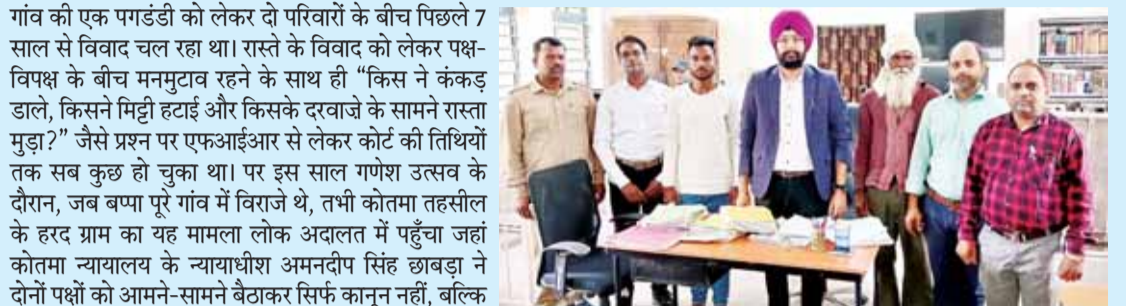 गांव की एक पगडंडी को लेकर दो परिवारों के बीच पिछले 7
साल से विवाद चल रहा था। रास्ते के विवाद को लेकर पक्ष-
विपक्ष के बीच मनमुटाव रहने के साथ ही “किस ने कंकड़
डाले, किसने मिट्टी हटाई और किसके दरवाजे के सामने रास्ता
मुड़ा?” जैसे प्रश्न पर एफआईआर से लेकर कोर्ट की तिथियों
तक सब कुछ हो चुका था। पर इस साल गणेश उत्सव के
दौरान, जब बप्पा पूरे गांव में विराजे थे, तभी कोतमा तहसील
के हरद ग्राम का यह मामला लोक अदालत में पहुँचा जहां
कोतमा न्यायालय के न्यायाधीश अमनदीप सिंह छाबड़ा ने
दोनों पक्षों को आमने-सामने बैठाकर सिर्फ कानून नहीं, बल्कि